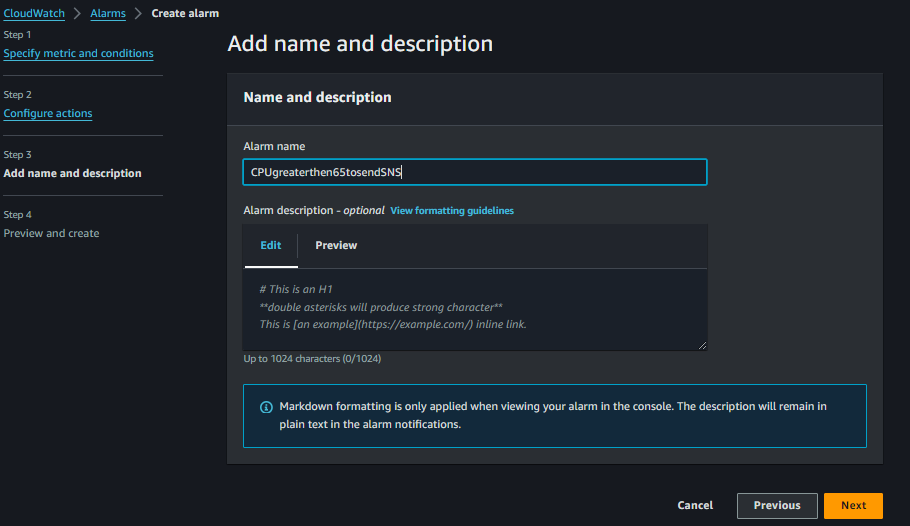 CloudWatch > Alarms > Create alarm
Step 1
Specify metric and conditions
Step 2
Configure actions
Step 3
Add name and description
Step 4
Preview and create
Add name and description
Name and description
Alarm name
CPUgreaterthen65tosendSNS
Alarm description - optional View formatting guidelines
Edit Preview
# This is an H1
**double asterisks will produce strong character**
This is [an example](https://example.com/) inline link.
Up to 1024 characters (0/1024)
Markdown formatting is only applied when viewing your alarm in the console. The description will remain in
plain text in the alarm notifications.
Cancel Previous Next